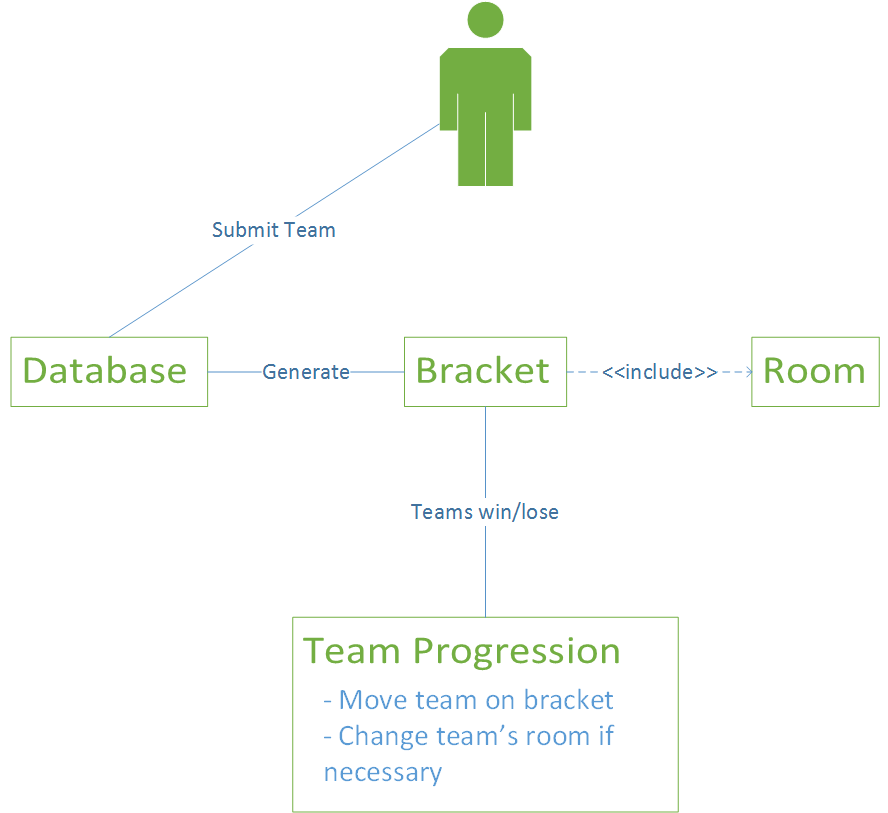 Submit Team
Database
Generate
Bracket
<<include>>
Room
Teams win/lose
Team Progression
- Move team on bracket
- Change team’s room if
necessary